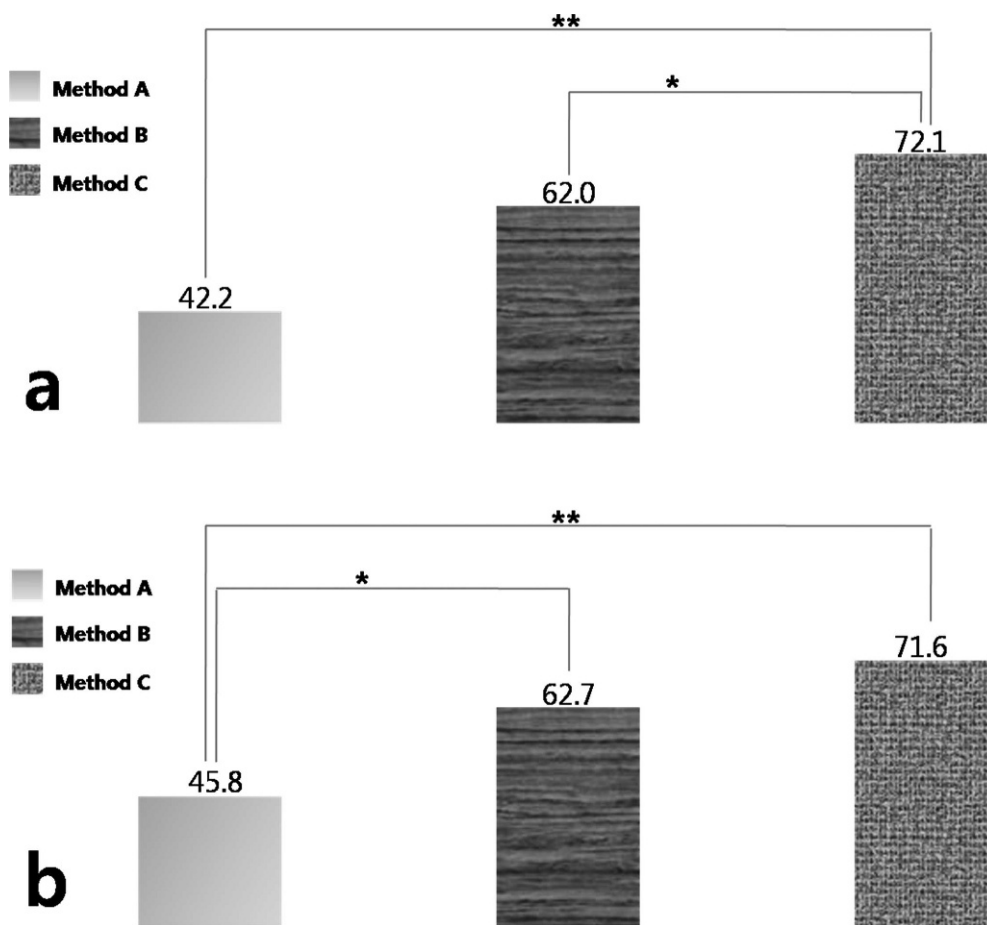 **
Method A
*
Method B
72.1
Method C
62.0
42.2
a
**
Method A
*
Method B
71.6
Method C
62.7
45.8
b